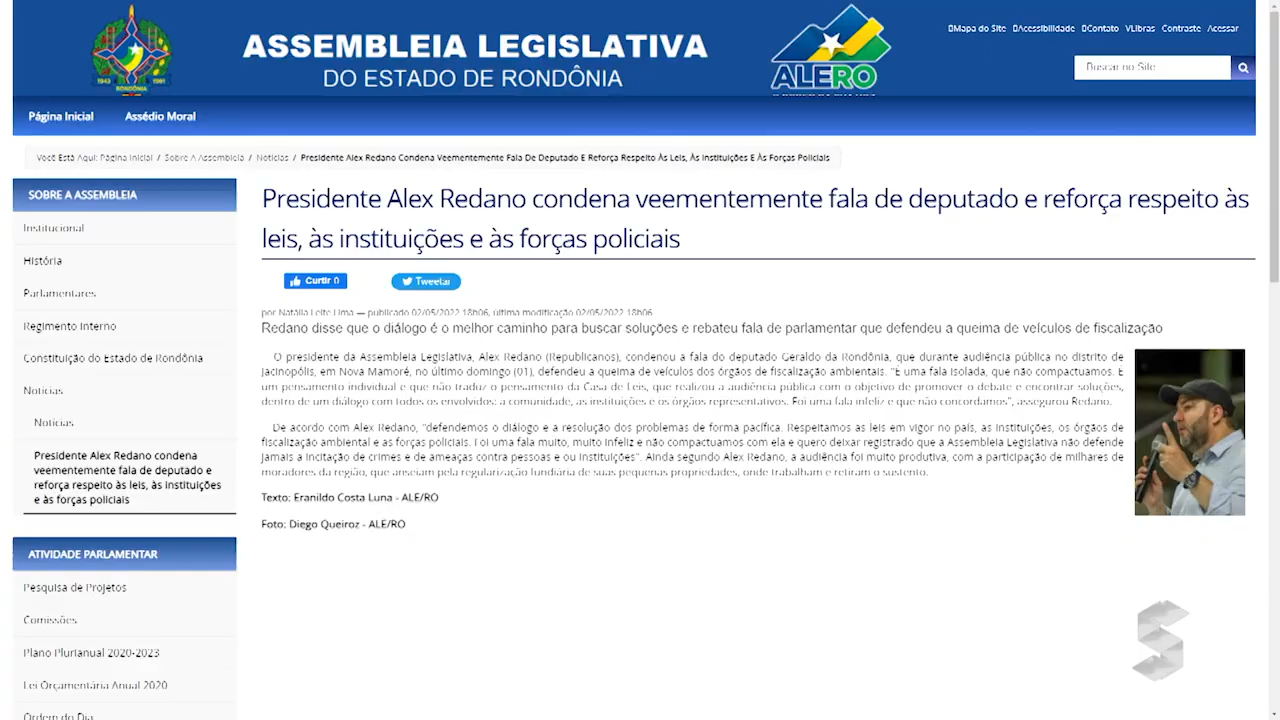 ASSEMBLEIA LEGISLATIVA
DO ESTADO DE RONDÔNIA
ALERO
1943 1981
RONDÔNIA
Mapa do Site Acessibilidade Contato VLibras Contraste Acessar
Buscar no Site
Página Inicial Assédio Moral
Você Está Aqui: Página Inicial / Sobre A Assembleia / Notícias / Presidente Alex Redano Condena Veementemente Fala De Deputado E Reforça Respeito Às Leis, Às Instituições E Às Forças Policiais
SOBRE A ASSEMBLEIA
Institucional
História
Parlamentares
Regimento Interno
Constituição do Estado de Rondônia
Notícias
Notícias
Presidente Alex Redano condena
veementemente fala de deputado e
reforça respeito às leis, às instituições
e às forças policiais
ATIVIDADE PARLAMENTAR
Pesquisa de Projetos
Comissões
Plano Plurianual 2020-2023
Lei Orçamentária Anual 2020
Ordem do Dia
Presidente Alex Redano condena veementemente fala de deputado e reforça respeito às
leis, às instituições e às forças policiais
Curtir 0 Tweetar
por Natália Leite Lima — publicado 02/05/2022 18h06, última modificação 02/05/2022 18h06
Redano disse que o diálogo é o melhor caminho para buscar soluções e rebateu fala de parlamentar que defendeu a queima de veículos de fiscalização
O presidente da Assembleia Legislativa, Alex Redano (Republicanos), condenou a fala do deputado Geraldo da Rondônia, que durante audiência pública no distrito de
Jacinópolis, em Nova Mamoré, no último domingo (01), defendeu a queima de veículos dos órgãos de fiscalização ambientais. "É uma fala isolada, que não compactuamos. É
um pensamento individual e que não traduz o pensamento da Casa de Leis, que realizou a audiência pública com o objetivo de promover o debate e encontrar soluções,
dentro de um diálogo com todos os envolvidos: a comunidade, as instituições e os órgãos representativos. Foi uma fala infeliz e que não concordamos", assegurou Redano.
De acordo com Alex Redano, "defendemos o diálogo e a resolução dos problemas de forma pacífica. Respeitamos as leis em vigor no país, as instituições, os órgãos de
fiscalização ambiental e as forças policiais. Foi uma fala muito, muito infeliz e não compactuamos com ela e quero deixar registrado que a Assembleia Legislativa não defende
jamais a incitação de crimes e de ameaças contra pessoas e ou instituições". Ainda segundo Alex Redano, a audiência foi muito produtiva, com a participação de milhares de
moradores da região, que anseiam pela regularização fundiária de suas pequenas propriedades, onde trabalham e retiram o sustento.
Texto: Eranildo Costa Luna - ALE/RO
Foto: Diego Queiroz - ALE/RO